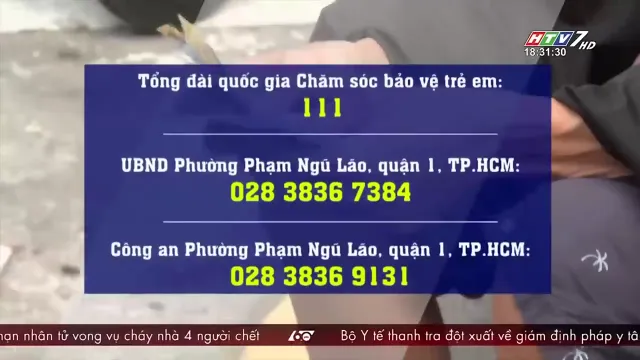 HTV7 HD
18:31:30
Tổng đài quốc gia Chăm sóc bảo vệ trẻ em:
111
UBND Phường Phạm Ngũ Lão, quận 1, TP.HCM:
028 3836 7384
Công an Phường Phạm Ngũ Lão, quận 1, TP.HCM:
028 3836 9131
nạn nhân tử vong vụ cháy nhà 4 người chết 60 Bộ Y tế thanh tra đột xuất về giám định pháp y tâ